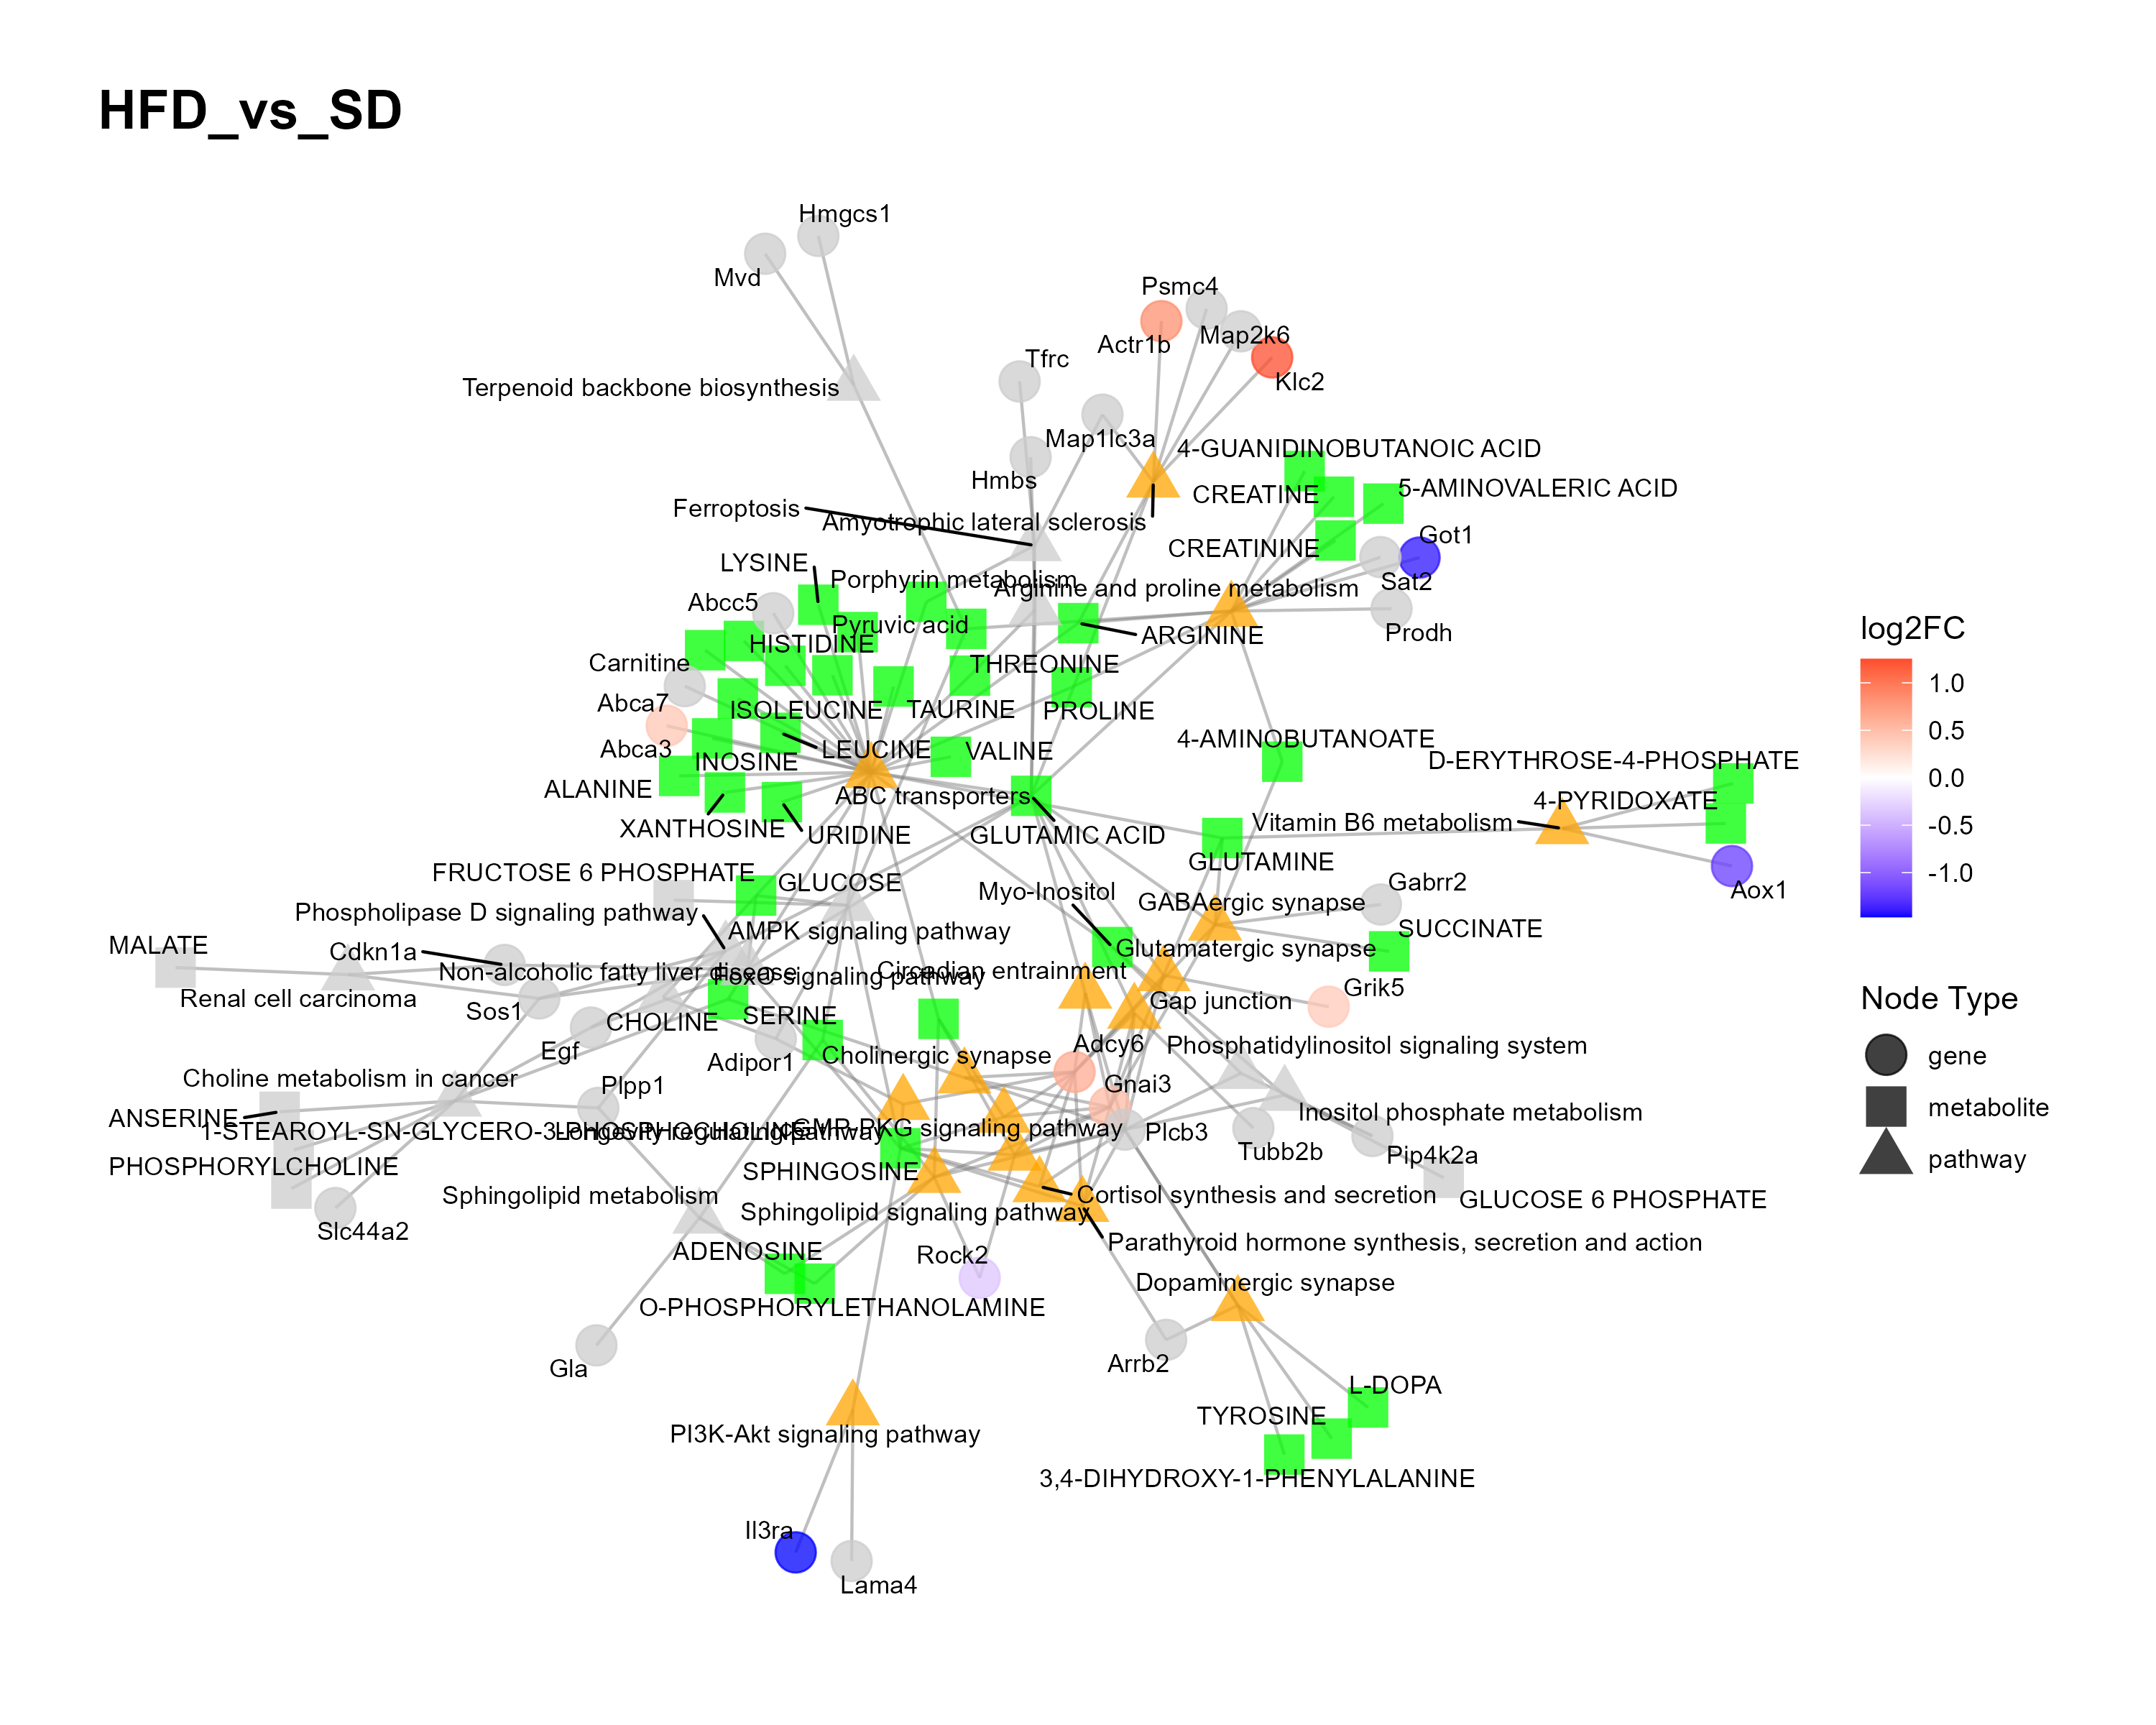 HFD_vs_SD
Hmgcs1
Mvd
Psmc4
Map2k6
Actr1b
Tfrc
Klc2
Terpenoid backbone biosynthesis
Map1lc3a
4-GUANIDINOBUTANOIC ACID
Hmbs
CREATINE
5-AMINOVALERIC ACID
Ferroptosis
Amyotrophic lateral sclerosis
Got1
CREATININE
LYSINE
Porphyrin metabolism
Sat2
Arginine and proline metabolism
Abcc5
Pyruvic acid
log2FC
Prodh
ARGININE
HISTIDINE
Carnitine
THREONINE
1.0
Abca7
ISOLEUCINE
TAURINE
PROLINE
0.5
Abca3
LEUCINE
VALINE
4-AMINOBUTANOATE
INOSINE
D-ERYTHROSE-4-PHOSPHATE
0.0
ALANINE
ABC transporters
4-PYRIDOXATE
XANTHOSINE
URIDINE
GLUTAMIC ACID
Vitamin B6 metabolism
-0.5
GLUTAMINE
FRUCTOSE 6 PHOSPHATE
GLUCOSE
Myo-Inositol
Gabrr2
Aox1
-1.0
Phospholipase D signaling pathway
GABAergic synapse
AMPK signaling pathway
SUCCINATE
MALATE
Cdkn1a
Glutamatergic synapse
Non-alcoholic fatty liver disease
FoxO signaling pathway
Circadian entrainment
Grik5
Renal cell carcinoma
Sos1
Gap junction
Node Type
CHOLINE
SERINE
Egf
Adipor1
Cholinergic synapse
Adcy6
Phosphatidylinositol signaling system
gene
Choline metabolism in cancer
Plpp1
Gnai3
metabolite
ANSERINE
1-STEAROYL-SN-GLYCERO-3-PHOSPHOCHOLINE
Longevity regulating pathway
cGMP-PKG signaling pathway
Plcb3
Inositol phosphate metabolism
Tubb2b
Pip4k2a
pathway
PHOSPHORYLCHOLINE
SPHINGOSINE
Sphingolipid metabolism
Cortisol synthesis and secretion
GLUCOSE 6 PHOSPHATE
Slc44a2
Sphingolipid signaling pathway
Parathyroid hormone synthesis, secretion and action
ADENOSINE
Rock2
Dopaminergic synapse
O-PHOSPHORYLETHANOLAMINE
Gla
Arrb2
L-DOPA
TYROSINE
PI3K-Akt signaling pathway
3,4-DIHYDROXY-1-PHENYLALANINE
Il3ra
Lama4